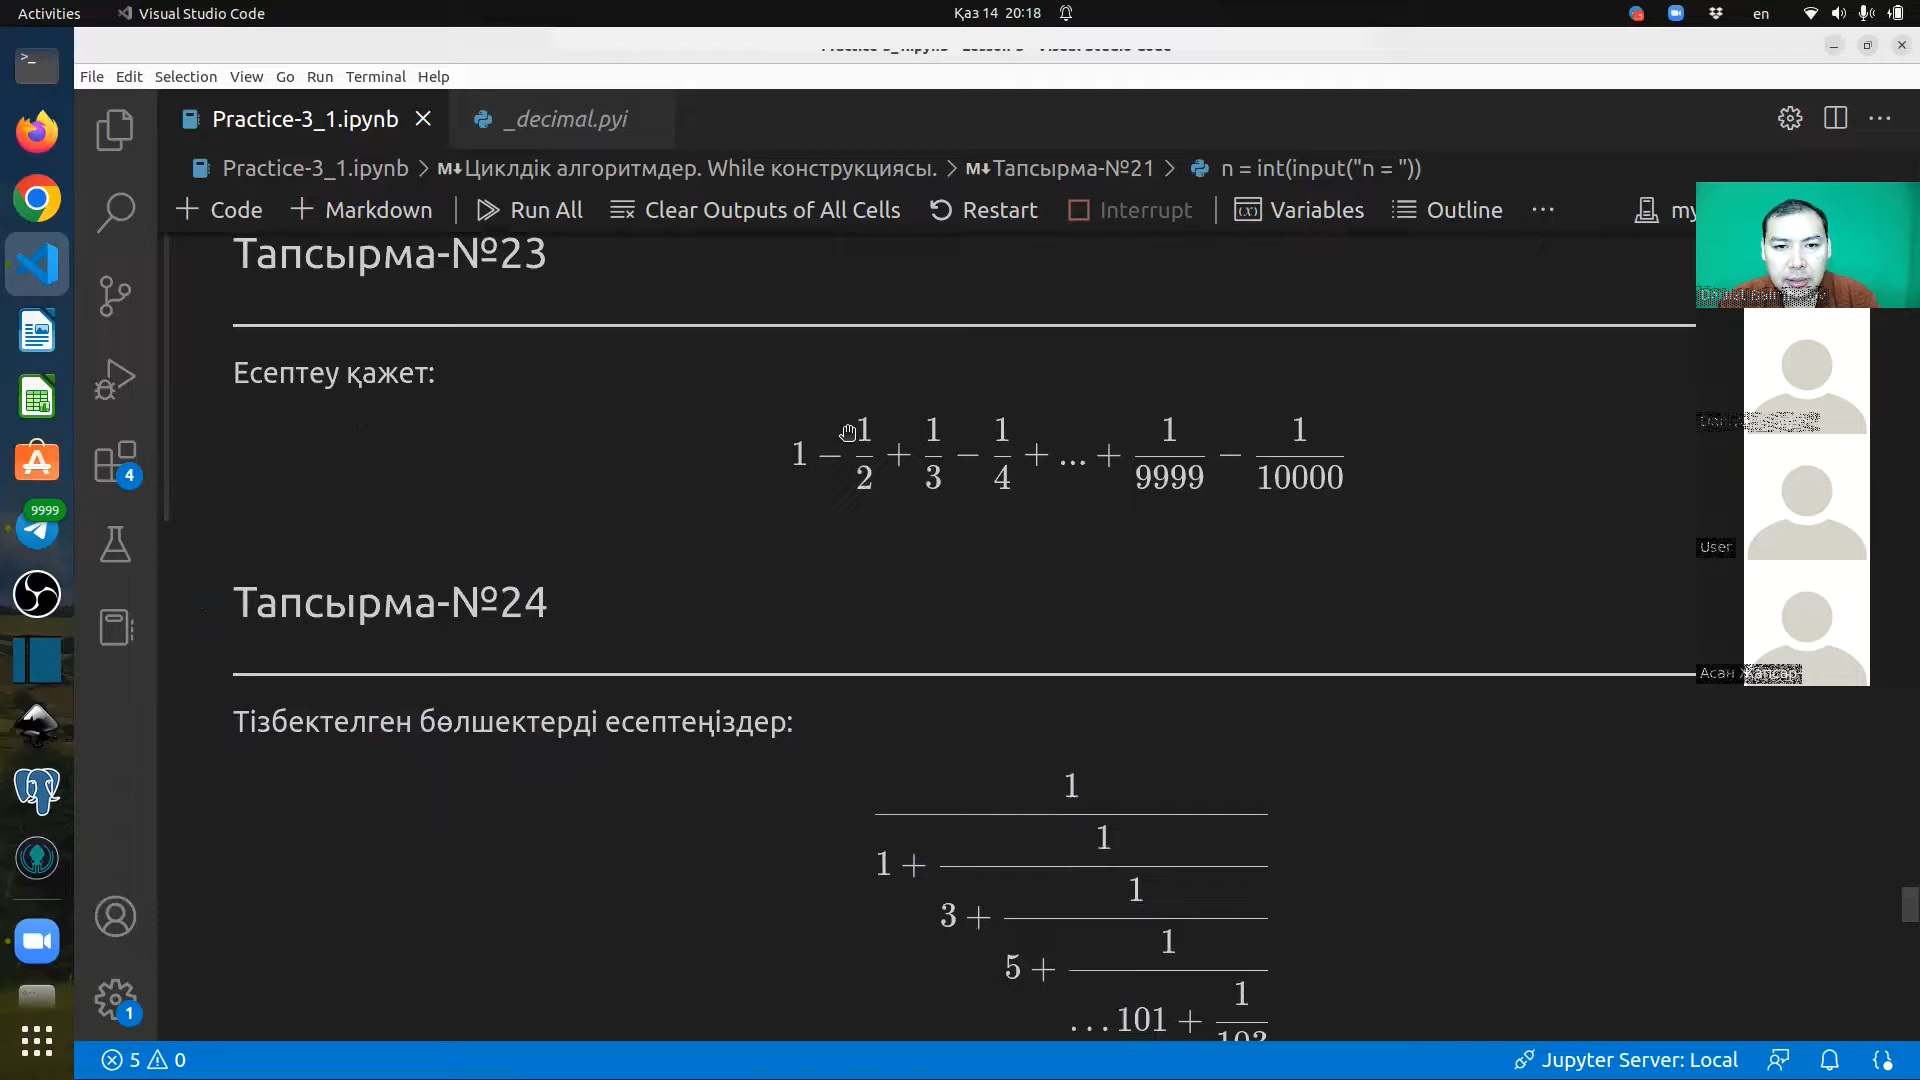 Activities Visual Studio Code Қаз 14 20:18 en
File Edit Selection View Go Run Terminal Help
Practice-3_1.ipynb _decimal.pyi
Practice-3_1.ipynb > M↓Циклдік алгоритмдер. While конструкциясы. > M↓Тапсырма-№21 > n = int(input("n = "))
+ Code + Markdown Run All Clear Outputs of All Cells Restart Interrupt Variables Outline ...
Тапсырма-№23
Есептеу қажет:
1 − 1/2 + 1/3 − 1/4 + ... + 1/9999 − 1/10000
4
9999
User
Тапсырма-№24
Асан
Тізбектелген бөлшектерді есептеңіздер:
1
1
1 +
1
3 +
1
5 +
1
...101 +
1
5 0 Jupyter Server: Local